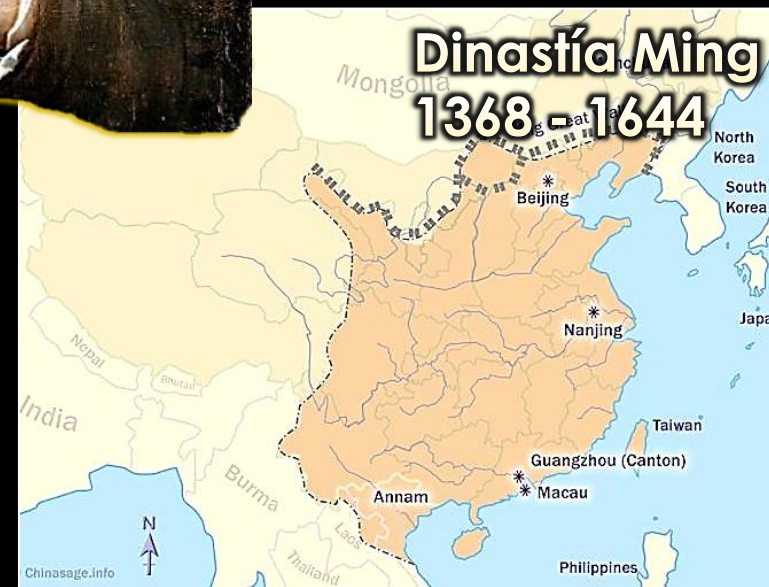 Dinastía Ming
1368 - 1644
Mongolia
North
Korea
South
Korea
Beijing
Nanjing
Nepal
Bhutan
India
Taiwan
Guangzhou (Canton)
Macau
Burma
Annam
Laos
Thailand
Philippines
N
Chinasage.info